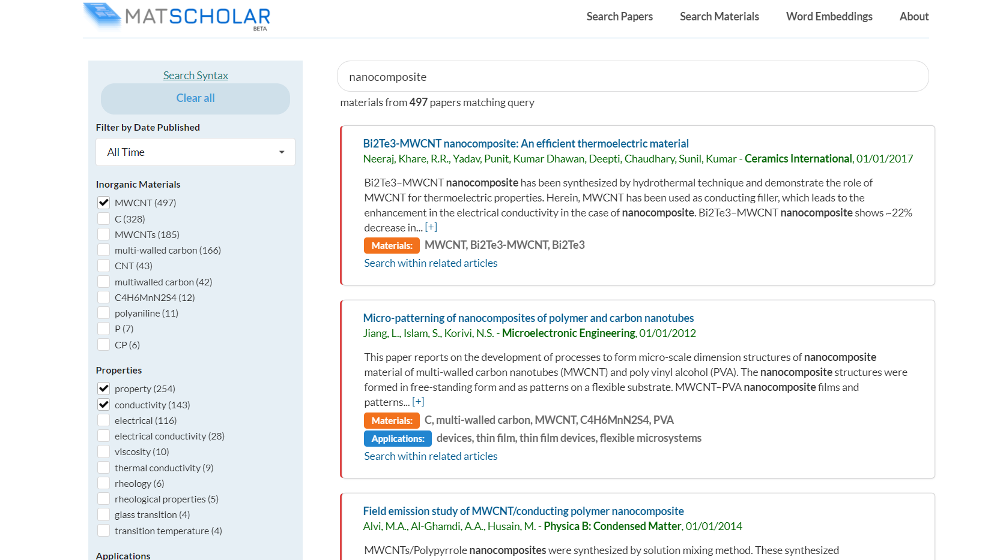 MATSCHOLAR
BETA
Search Papers
Search Materials
Word Embeddings
About
Search Syntax
Clear all
Filter by Date Published
All Time
Inorganic Materials
MWCNT (497)
C (328)
MWCNTs (185)
multi-walled carbon (166)
CNT (43)
multiwalled carbon (42)
C4H6MnN2S4 (12)
polyaniline (11)
P (7)
CP (6)
Properties
property (254)
conductivity (143)
electrical (116)
electrical conductivity (28)
viscosity (10)
thermal conductivity (9)
rheology (6)
rheological properties (5)
glass transition (4)
transition temperature (4)
Applications
nanocomposite
materials from 497 papers matching query
Bi2Te3-MWCNT nanocomposite: An efficient thermoelectric material
Neeraj, Khare, R.R., Yadav, Punit, Kumar Dhawan, Deepti, Chaudhary, Sunil, Kumar - Ceramics International, 01/01/2017
Bi2Te3–MWCNT nanocomposite has been synthesized by hydrothermal technique and demonstrate the role of
MWCNT for thermoelectric properties. Herein, MWCNT has been used as conducting filler, which leads to the
enhancement in the electrical conductivity in the case of nanocomposite. Bi2Te3–MWCNT nanocomposite shows ~22%
decrease in... [+]
Materials: MWCNT, Bi2Te3-MWCNT, Bi2Te3
Search within related articles
Micro-patterning of nanocomposites of polymer and carbon nanotubes
Jiang, L., Islam, S., Korivi, N.S. - Microelectronic Engineering, 01/01/2012
This paper reports on the development of processes to form micro-scale dimension structures of nanocomposite
material of multi-walled carbon nanotubes (MWCNT) and poly vinyl alcohol (PVA). The nanocomposite structures were
formed in free-standing form and as patterns on a flexible substrate. MWCNT–PVA nanocomposite films and
patterns... [+]
Materials: C, multi-walled carbon, MWCNT, C4H6MnN2S4, PVA
Applications: devices, thin film, thin film devices, flexible microsystems
Search within related articles
Field emission study of MWCNT/conducting polymer nanocomposite
Alvi, M.A., Al-Ghamdi, A.A., Husain, M. - Physica B: Condensed Matter, 01/01/2014
MWCNTs/Polypyrrole nanocomposites were synthesized by solution mixing method. These synthesized